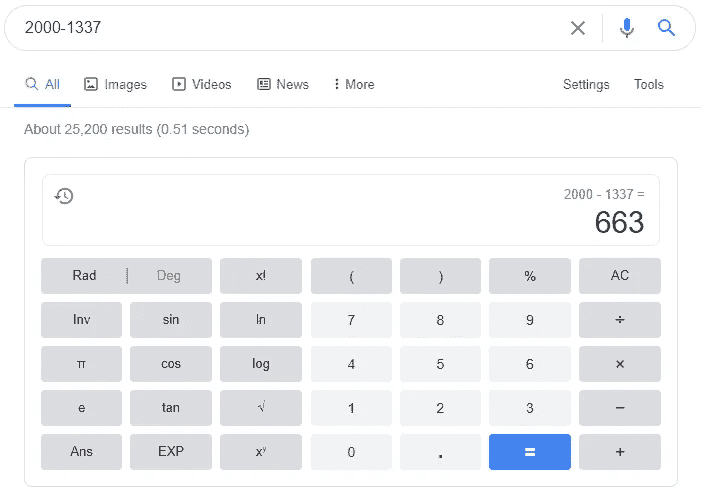 2000-1337
All Images Videos News More Settings Tools
About 25,200 results (0.51 seconds)
2000 - 1337 =
663
Rad Deg x! ( ) % AC
Inv sin ln 7 8 9 ÷
π cos log 4 5 6 ×
e tan √ 1 2 3 −
Ans EXP xʸ 0 . = +